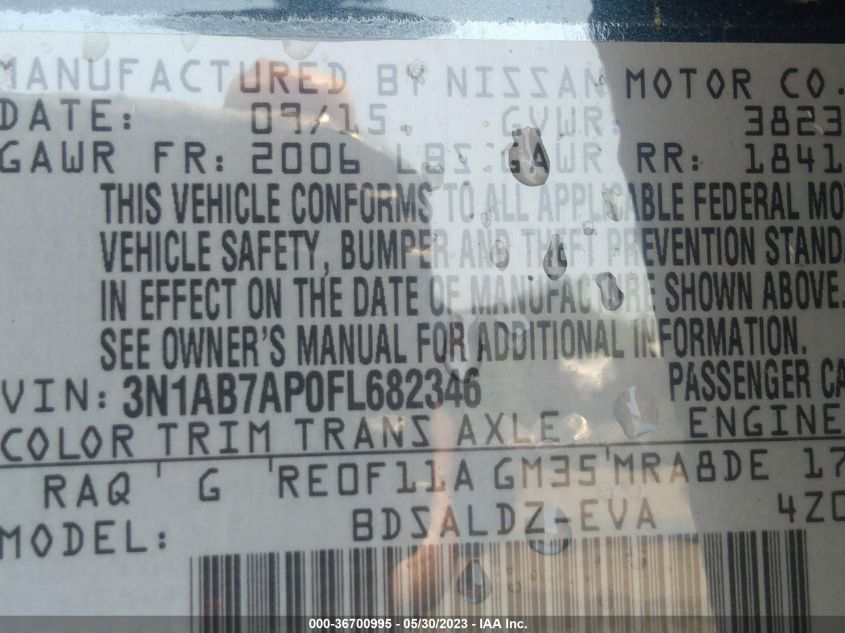 MANUFACTURED BY NISSAN MOTOR CO.
DATE: 09/15 GVWR: 3823
GAWR FR: 2006 LBS GAWR RR: 1841
THIS VEHICLE CONFORMS TO ALL APPLICABLE FEDERAL MO
VEHICLE SAFETY, BUMPER AND THEFT PREVENTION STAND
IN EFFECT ON THE DATE OF MANUFACTURE SHOWN ABOVE.
SEE OWNER'S MANUAL FOR ADDITIONAL INFORMATION.
VIN: 3N1AB7AP0FL682346 PASSENGER CA
COLOR TRIM TRANS AXLE ENGINE
RAQ G RE0F11A GM35 MRA8DE 17
MODEL: BDSALDZ-EVA 4Z0
000-36700995 - 05/30/2023 - IAA Inc.